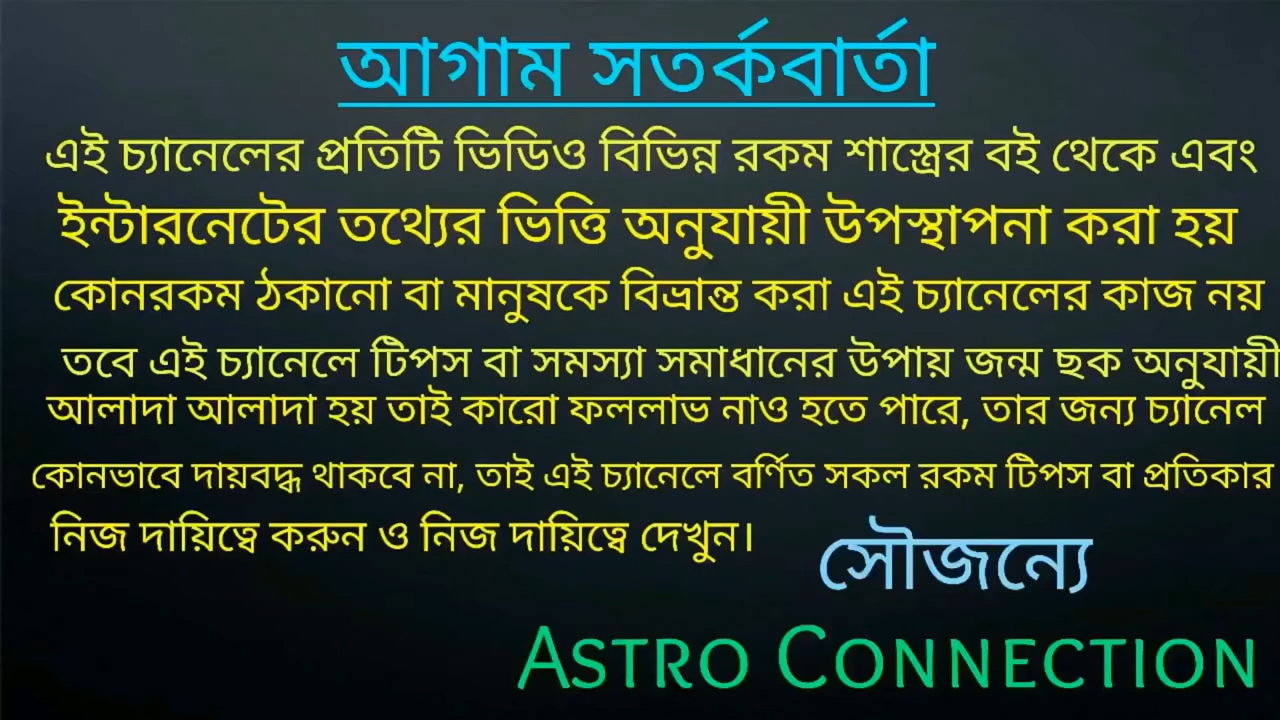 আগাম সতর্কবার্তা
এই চ্যানেলের প্রতিটি ভিডিও বিভিন্ন রকম শাস্ত্রের বই থেকে এবং
ইন্টারনেটের তথ্যের ভিত্তি অনুযায়ী উপস্থাপনা করা হয়
কোনরকম ঠকানো বা মানুষকে বিভ্রান্ত করা এই চ্যানেলের কাজ নয়
তবে এই চ্যানেলে টিপস বা সমস্যা সমাধানের উপায় জন্ম ছক অনুযায়ী
আলাদা আলাদা হয় তাই কারো ফললাভ নাও হতে পারে, তার জন্য চ্যানেল
কোনভাবে দায়বদ্ধ থাকবে না, তাই এই চ্যানেলে বর্ণিত সকল রকম টিপস বা প্রতিকার
নিজ দায়িত্বে করুন ও নিজ দায়িত্বে দেখুন।
সৌজন্যে
ASTRO CONNECTION